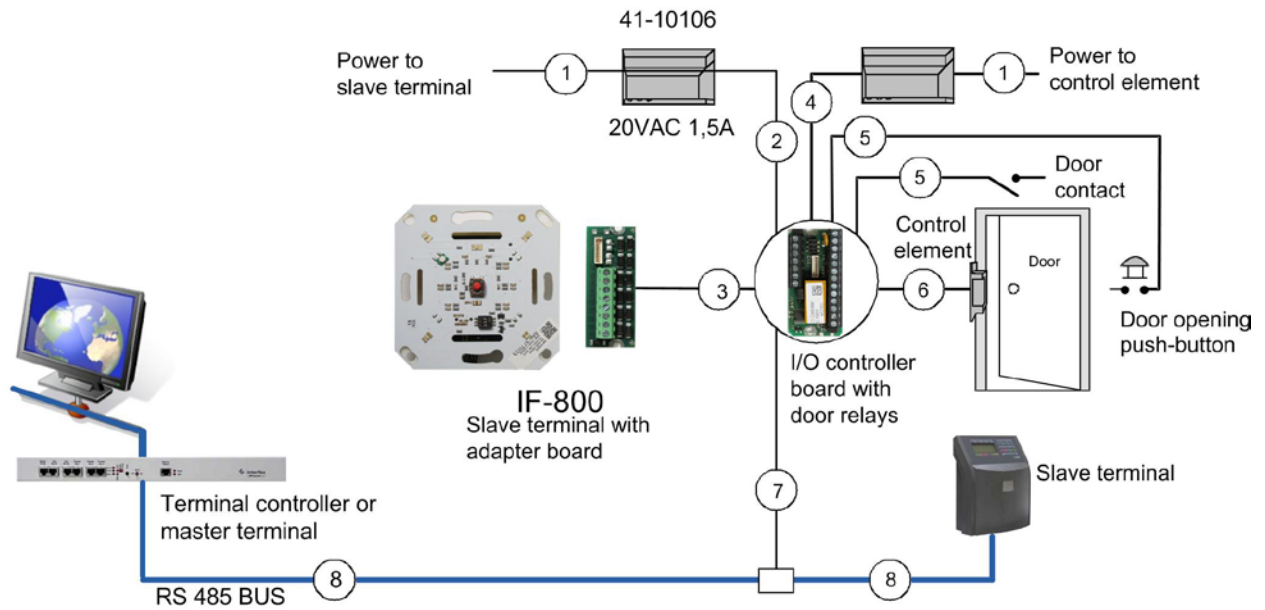 41-10106
Power to
slave terminal
1
20VAC 1,5A
2
4
1
Power to
control element
5
5
Door
contact
Control
element
Door
3
6
Door opening
push-button
I/O controller
board with
door relays
IF-800
Slave terminal with
adapter board
Terminal controller or
master terminal
7
Slave terminal
RS 485 BUS
8
8